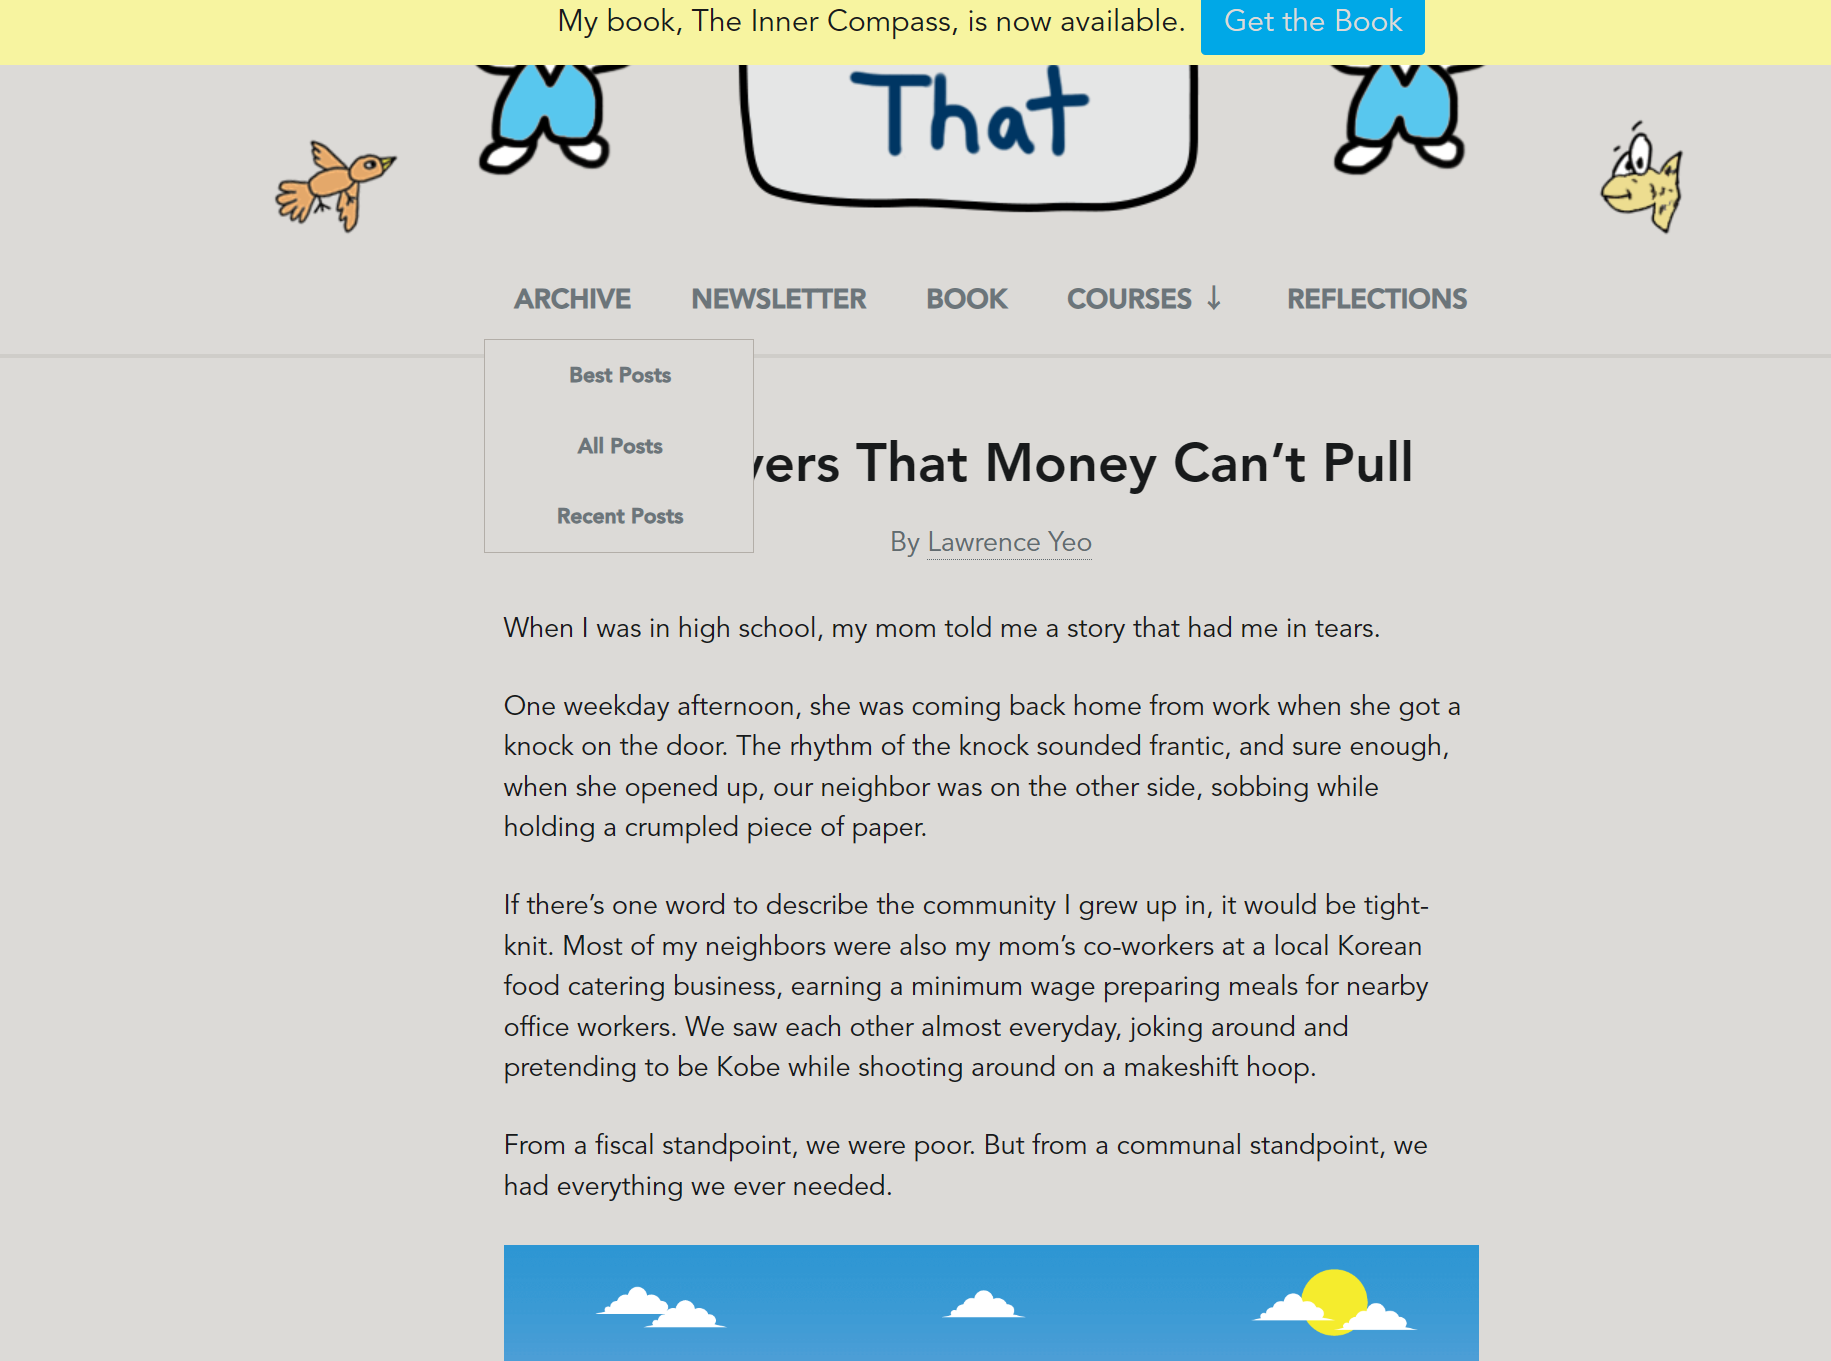 My book, The Inner Compass, is now available. Get the Book
That
ARCHIVE NEWSLETTER BOOK COURSES ↓ REFLECTIONS
Best Posts
All Posts
Recent Posts
vers That Money Can’t Pull
By Lawrence Yeo
When I was in high school, my mom told me a story that had me in tears.
One weekday afternoon, she was coming back home from work when she got a
knock on the door. The rhythm of the knock sounded frantic, and sure enough,
when she opened up, our neighbor was on the other side, sobbing while
holding a crumpled piece of paper.
If there’s one word to describe the community I grew up in, it would be tight-
knit. Most of my neighbors were also my mom’s co-workers at a local Korean
food catering business, earning a minimum wage preparing meals for nearby
office workers. We saw each other almost everyday, joking around and
pretending to be Kobe while shooting around on a makeshift hoop.
From a fiscal standpoint, we were poor. But from a communal standpoint, we
had everything we ever needed.